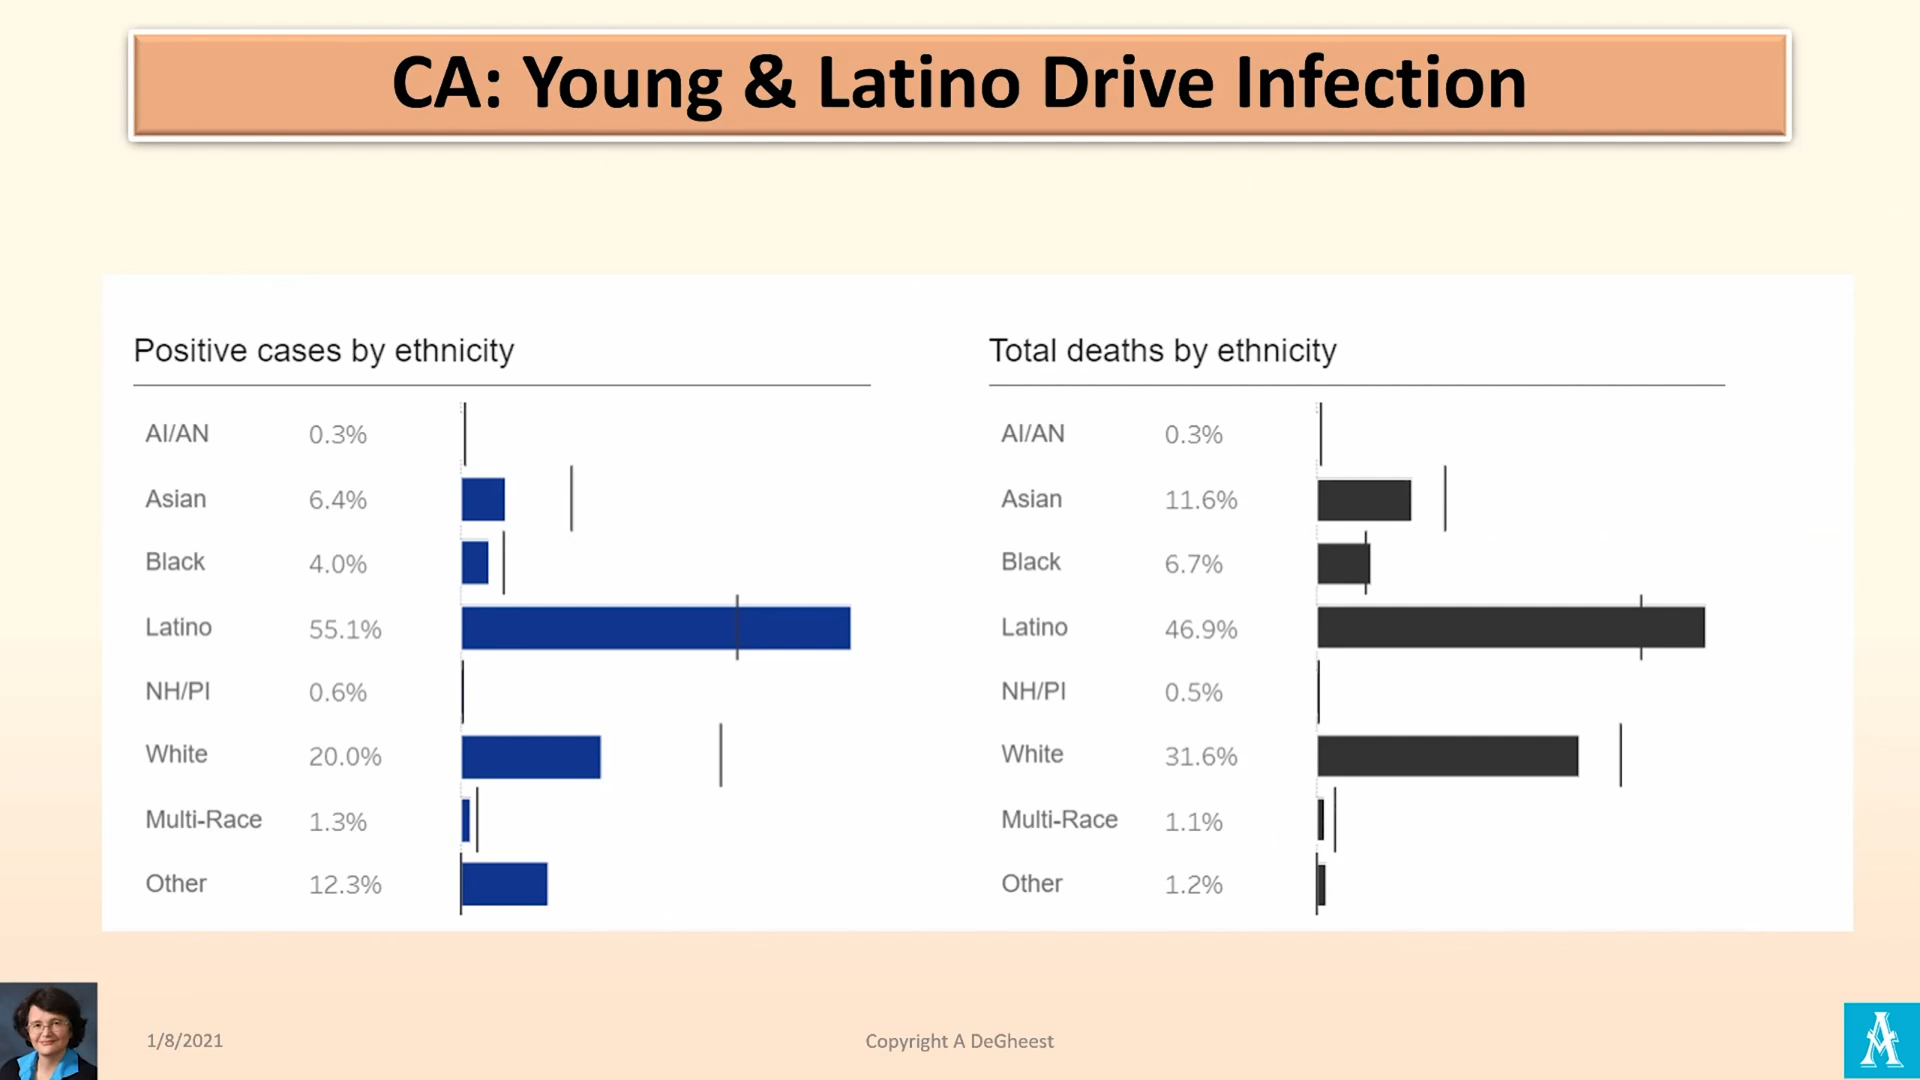 CA: Young & Latino Drive Infection
Positive cases by ethnicity
AI/AN 0.3%
Asian 6.4%
Black 4.0%
Latino 55.1%
NH/PI 0.6%
White 20.0%
Multi-Race 1.3%
Other 12.3%
Total deaths by ethnicity
AI/AN 0.3%
Asian 11.6%
Black 6.7%
Latino 46.9%
NH/PI 0.5%
White 31.6%
Multi-Race 1.1%
Other 1.2%
1/8/2021
Copyright A DeGheest
A